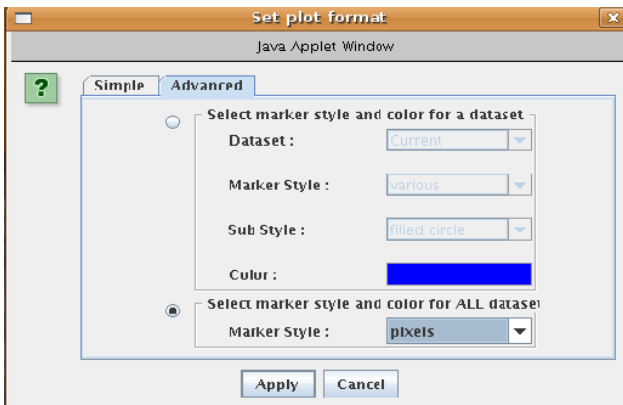 Set plot format
Java Applet Window
?
Simple Advanced
Select marker style and color for a dataset
Dataset : Current
Marker Style : various
Sub Style : filled circle
Color :
Select marker style and color for ALL dataset
Marker Style : pixels
Apply Cancel